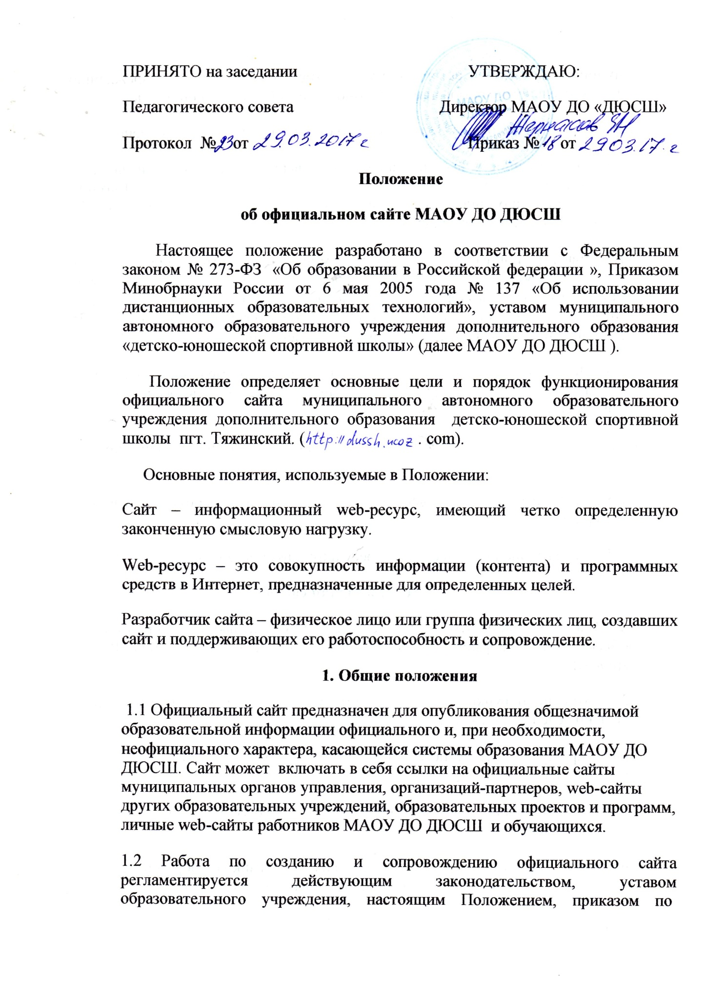 ПРИНЯТО на заседании УТВЕРЖДАЮ:
Педагогического совета Директор МАОУ ДО «ДЮСШ»
МАОУ ДО
Протокол № 23 от 29.03.2017 г Приказ № 18 от 29 03.17. г
Положение
об официальном сайте МАОУ ДО ДЮСШ
Настоящее положение разработано в соответствии с Федеральным
законом № 273-ФЗ «Об образовании в Российской федерации », Приказом
Минобрнауки России от 6 мая 2005 года № 137 «Об использовании
дистанционных образовательных технологий», уставом муниципального
автономного образовательного учреждения дополнительного образования
«детско-юношеской спортивной школы» (далее МАОУ ДО ДЮСШ ).
Положение определяет основные цели и порядок функционирования
официального сайта муниципального автономного образовательного
учреждения дополнительного образования детско-юношеской спортивной
школы пгт. Тяжинский. (http://dussh.ucoz . com).
Основные понятия, используемые в Положении:
Сайт – информационный web-ресурс, имеющий четко определенную
законченную смысловую нагрузку.
Web-ресурс – это совокупность информации (контента) и программных
средств в Интернет, предназначенные для определенных целей.
Разработчик сайта – физическое лицо или группа физических лиц, создавших
сайт и поддерживающих его работоспособность и сопровождение.
1. Общие положения
1.1 Официальный сайт предназначен для опубликования общезначимой
образовательной информации официального и, при необходимости,
неофициального характера, касающейся системы образования МАОУ ДО
ДЮСШ. Сайт может включать в себя ссылки на официальные сайты
муниципальных органов управления, организаций-партнеров, web-сайты
других образовательных учреждений, образовательных проектов и программ,
личные web-сайты работников МАОУ ДО ДЮСШ и обучающихся.
1.2 Работа по созданию и сопровождению официального сайта
регламентируется действующим законодательством, уставом
образовательного учреждения, настоящим Положением, приказом по